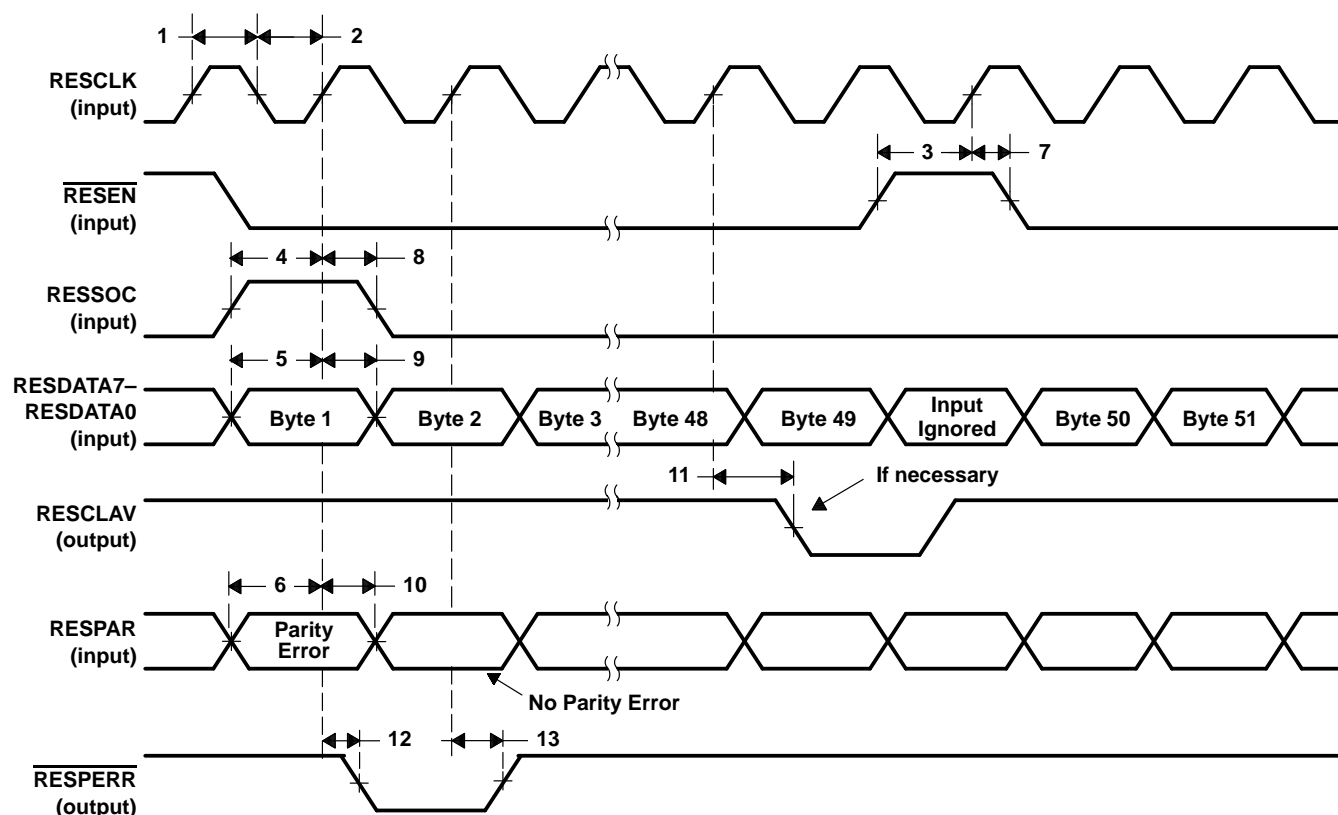 1 2
RESCLK
(input)
3 7
RESEN
(input)
4 8
RESSOC
(input)
5 9
RESDATA7–
RESDATA0
(input)
Byte 1 Byte 2 Byte 3 Byte 48 Byte 49 Input Ignored Byte 50 Byte 51
11 If necessary
RESCLAV
(output)
6 10
RESPAR
(input)
Parity
Error
No Parity Error
12 13
RESPERR
(output)